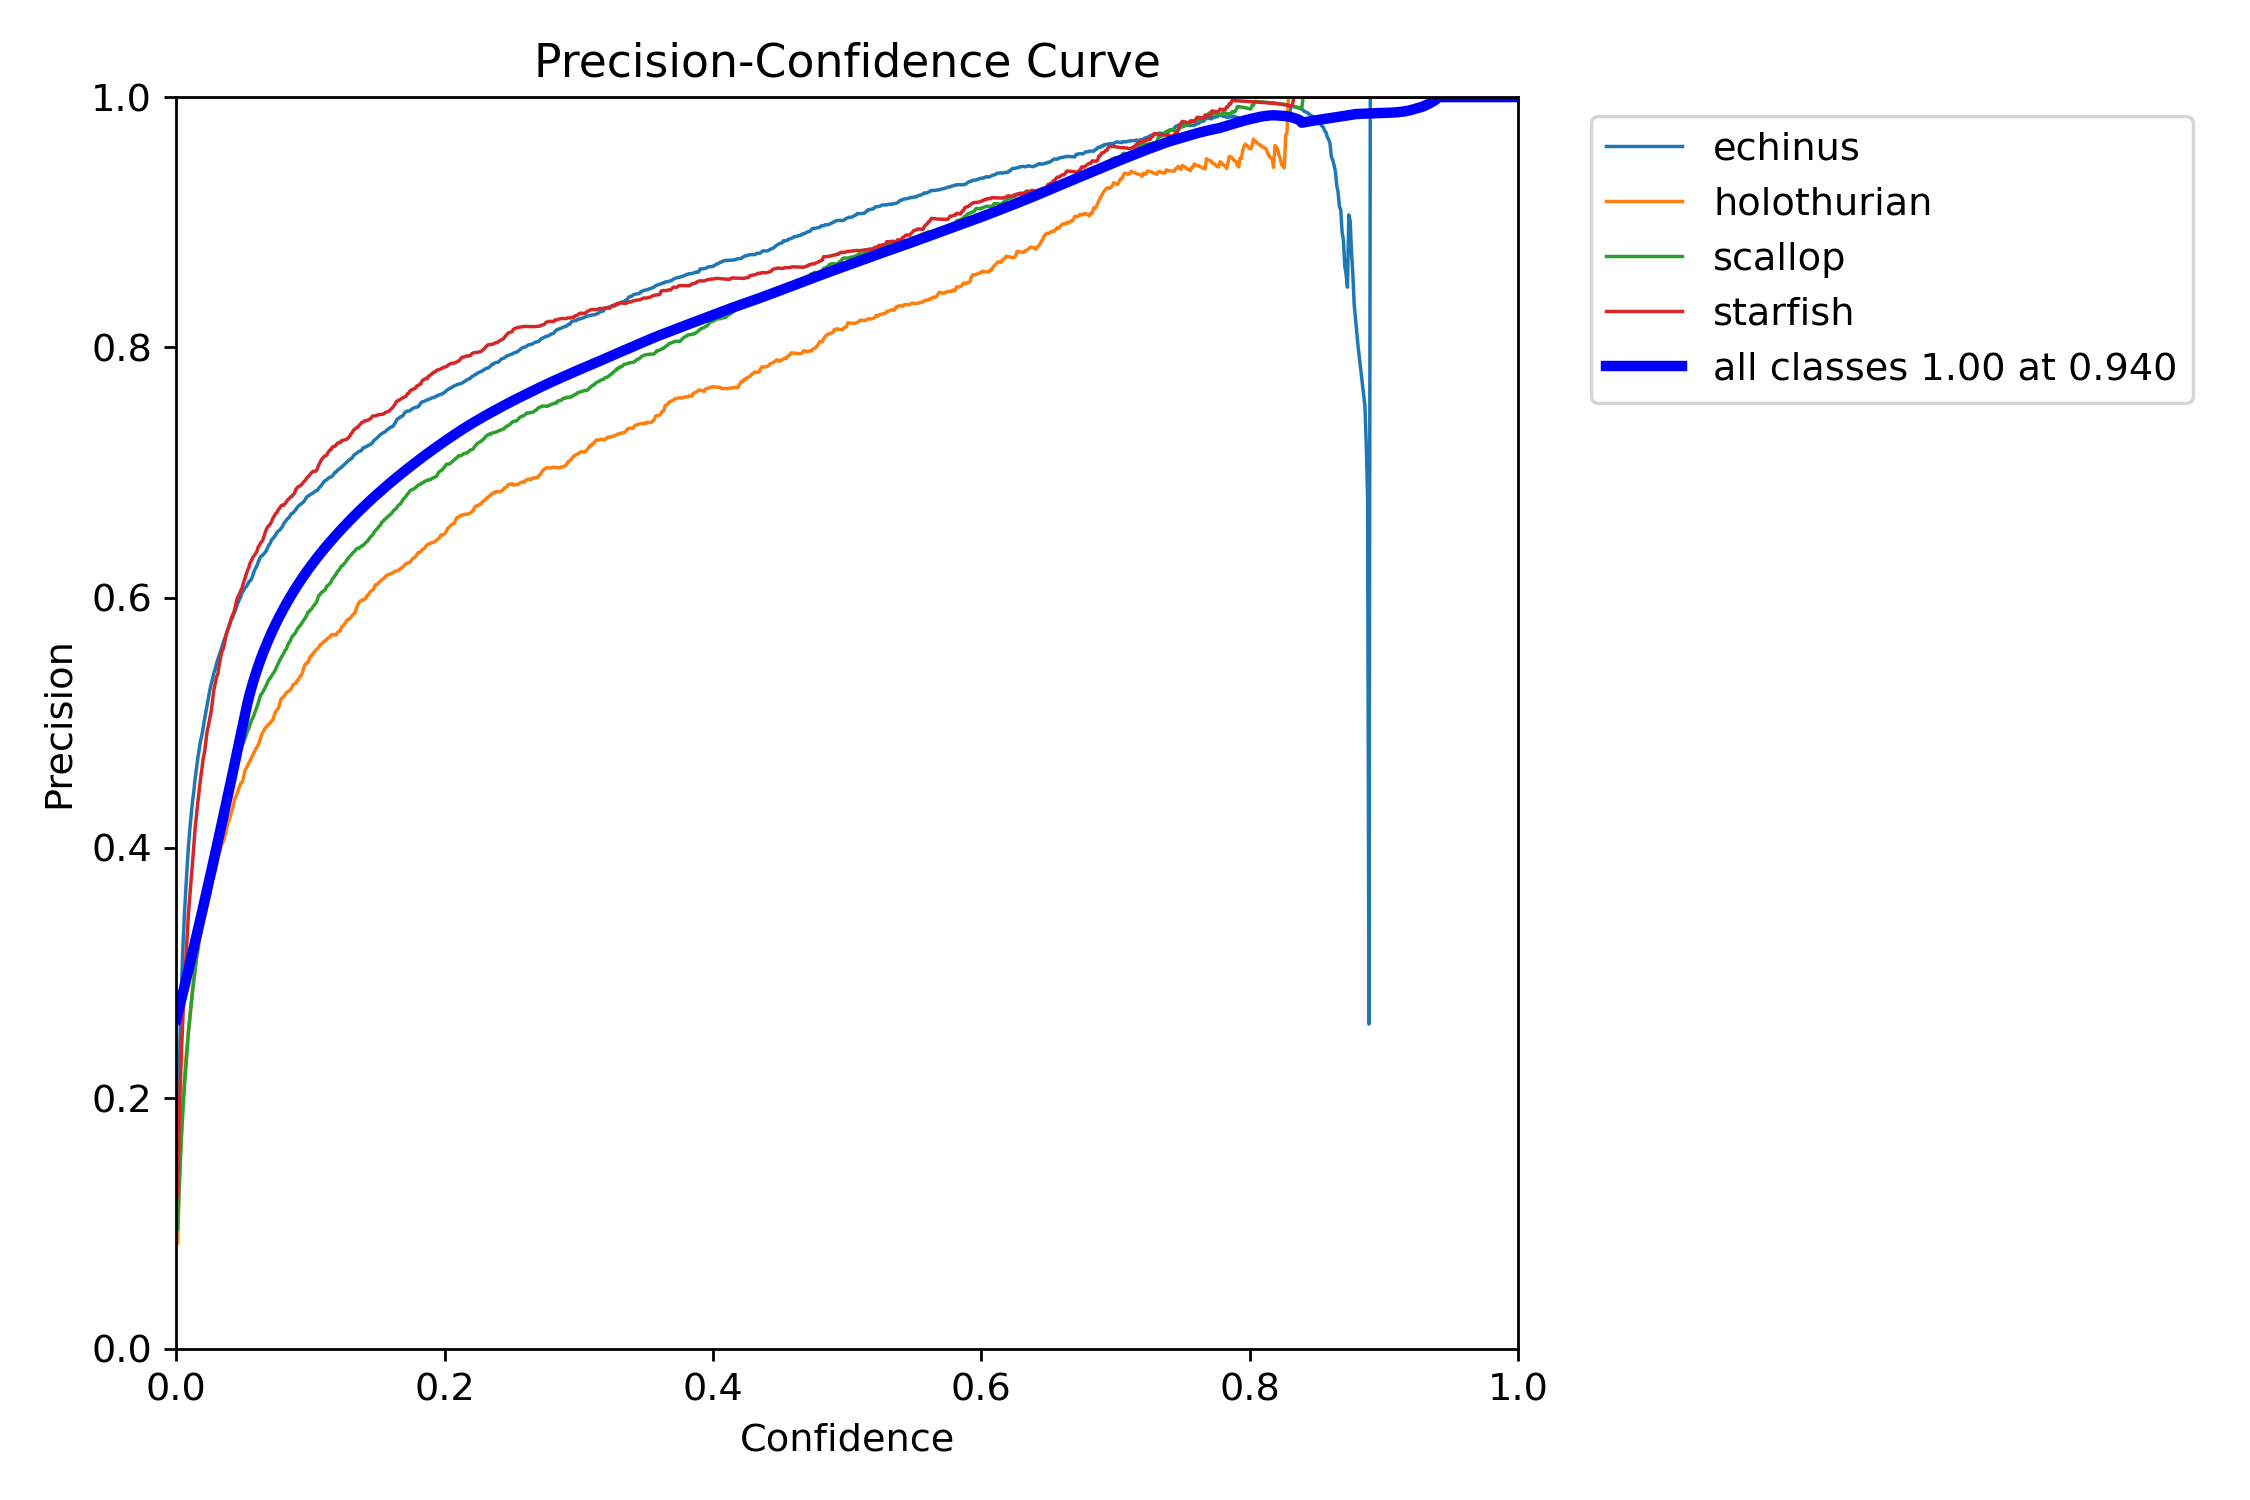 Precision-Confidence Curve
1.0
0.8
0.6
0.4
0.2
0.0
Precision
0.0 0.2 0.4 0.6 0.8 1.0
Confidence
echinus
holothurian
scallop
starfish
all classes 1.00 at 0.940